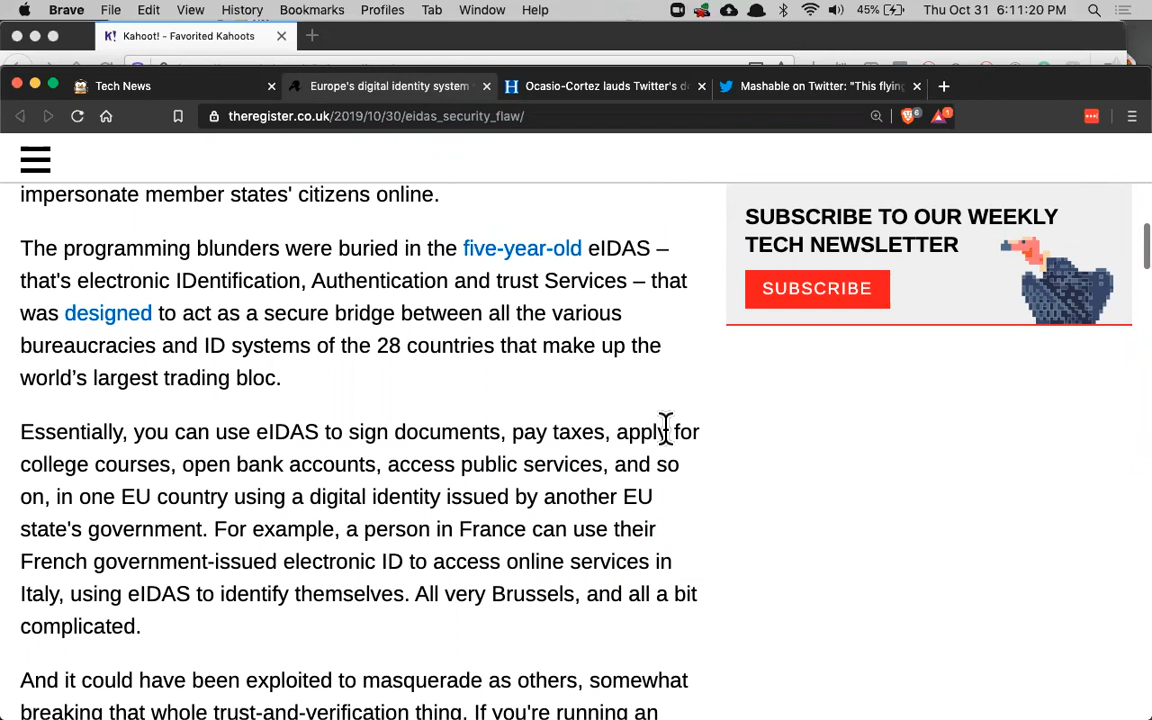 Brave File Edit View History Bookmarks Profiles Tab Window Help 45% Thu Oct 31 6:11:20 PM
K! Kahoot! - Favorited Kahoots
Tech News Europe's digital identity system H Ocasio-Cortez lauds Twitter's d Mashable on Twitter: "This flying
theregister.co.uk/2019/10/30/eidas_security_flaw/ 6 1
impersonate member states' citizens online.
The programming blunders were buried in the five-year-old eIDAS –
that's electronic IDentification, Authentication and trust Services – that
was designed to act as a secure bridge between all the various
bureaucracies and ID systems of the 28 countries that make up the
world's largest trading bloc.
Essentially, you can use eIDAS to sign documents, pay taxes, apply for
college courses, open bank accounts, access public services, and so
on, in one EU country using a digital identity issued by another EU
state's government. For example, a person in France can use their
French government-issued electronic ID to access online services in
Italy, using eIDAS to identify themselves. All very Brussels, and all a bit
complicated.
And it could have been exploited to masquerade as others, somewhat
breaking that whole trust-and-verification thing. If you're running an
SUBSCRIBE TO OUR WEEKLY
TECH NEWSLETTER
SUBSCRIBE